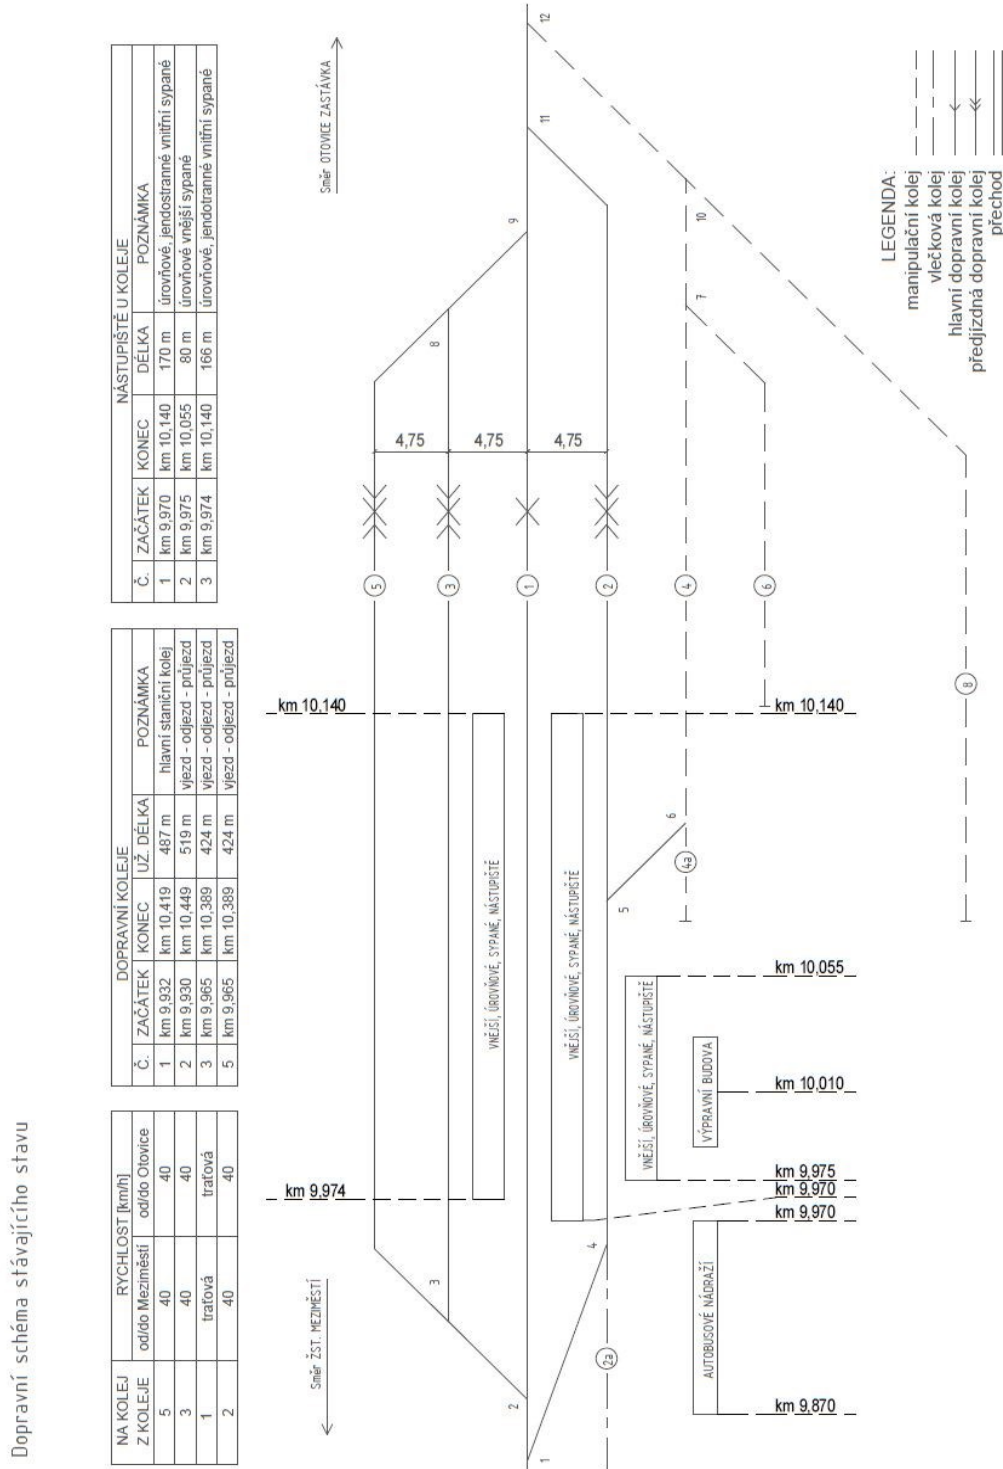 Dopravní schéma stávajícího stavu
NA KOLEJ
Z KOLEJE
RYCHLOST [km/h]
od/do Meziměstí
od/do Otovice
5
40
40
3
40
40
1
traťová
traťová
2
40
40
DOPRAVNÍ KOLEJE
Č.
ZAČÁTEK
KONEC
UŽ. DÉLKA
POZNÁMKA
1
km 9,932
km 10,419
487 m
hlavní staniční kolej
2
km 9,930
km 10,449
519 m
vjezd - odjezd - průjezd
3
km 9,965
km 10,389
424 m
vjezd - odjezd - průjezd
5
km 9,965
km 10,389
424 m
vjezd - odjezd - průjezd
NÁSTUPIŠTĚ U KOLEJE
Č.
ZAČÁTEK
KONEC
DÉLKA
POZNÁMKA
1
km 9,970
km 10,140
170 m
úrovňové, jendostranné vnitřní sypané
2
km 9,975
km 10,055
80 m
úrovňové vnější sypané
3
km 9,974
km 10,140
166 m
úrovňové, jendotranné vnitřní sypané
Směr ŽST. MEZIMĚSTÍ
Směr OTOVICE ZASTÁVKA
km 9,974
km 10,140
5
3
1
2
4
6
8
2a
4a
4,75
4,75
4,75
1
2
3
4
5
6
7
8
9
10
11
12
VNĚJŠÍ, ÚROVŇOVÉ, SYPANÉ, NÁSTUPIŠTĚ
VNĚJŠÍ, ÚROVŇOVÉ, SYPANÉ, NÁSTUPIŠTĚ
VNĚJŠÍ, ÚROVŇOVÉ, SYPANÉ, NÁSTUPIŠTĚ
AUTOBUSOVÉ NÁDRAŽÍ
VÝPRAVNÍ BUDOVA
km 9,870
km 9,970
km 9,970
km 9,975
km 10,010
km 10,055
km 10,140
LEGENDA:
manipulační kolej
vlečková kolej
hlavní dopravní kolej
předjízdná dopravní kolej
přechod